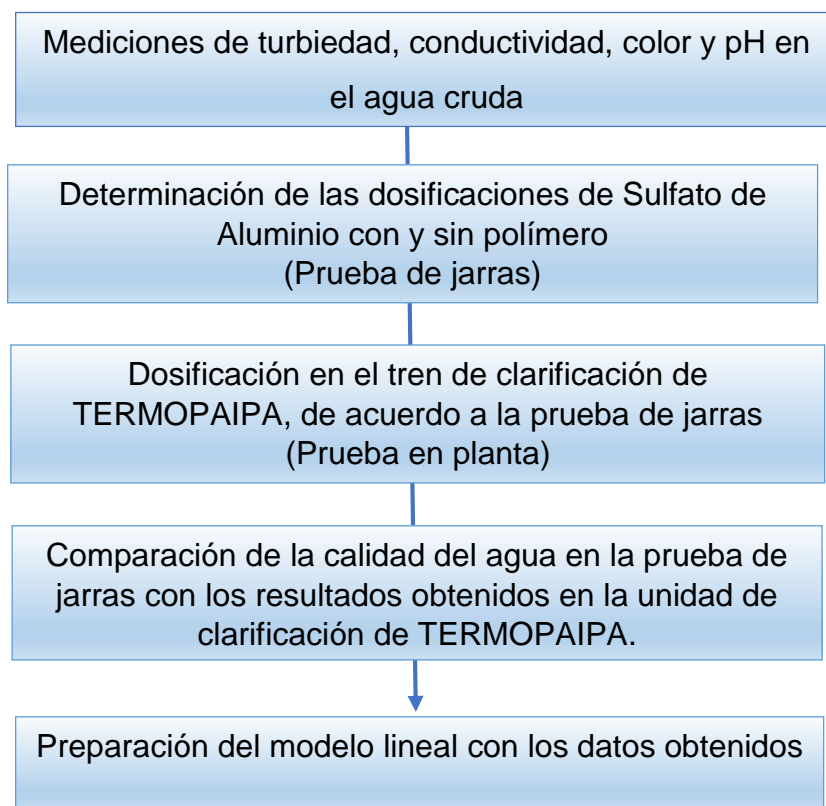 Mediciones de turbiedad, conductividad, color y pH en
el agua cruda
Determinación de las dosificaciones de Sulfato de
Aluminio con y sin polímero
(Prueba de jarras)
Dosificación en el tren de clarificación de
TERMOPAIPA, de acuerdo a la prueba de jarras
(Prueba en planta)
Comparación de la calidad del agua en la prueba de
jarras con los resultados obtenidos en la unidad de
clarificación de TERMOPAIPA.
Preparación del modelo lineal con los datos obtenidos